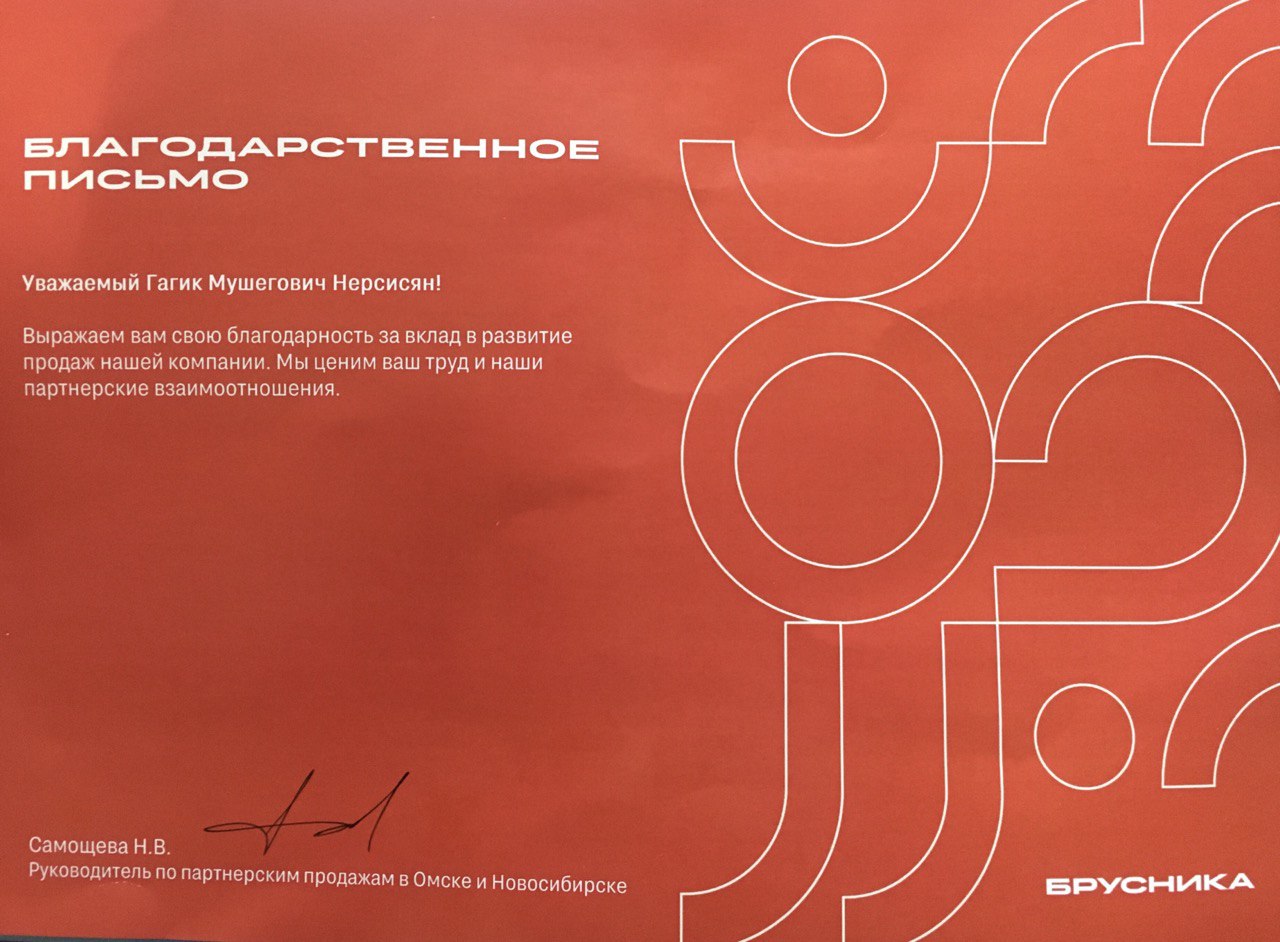 БЛАГОДАРСТВЕННОЕ
ПИСЬМО
Уважаемый Гагик Мушегович Нерсисян!
Выражаем вам свою благодарность за вклад в развитие
продаж нашей компании. Мы ценим ваш труд и наши
партнерские взаимоотношения.
Самощева Н.В.
Руководитель по партнерским продажам в Омске и Новосибирске
БРУСНИКА